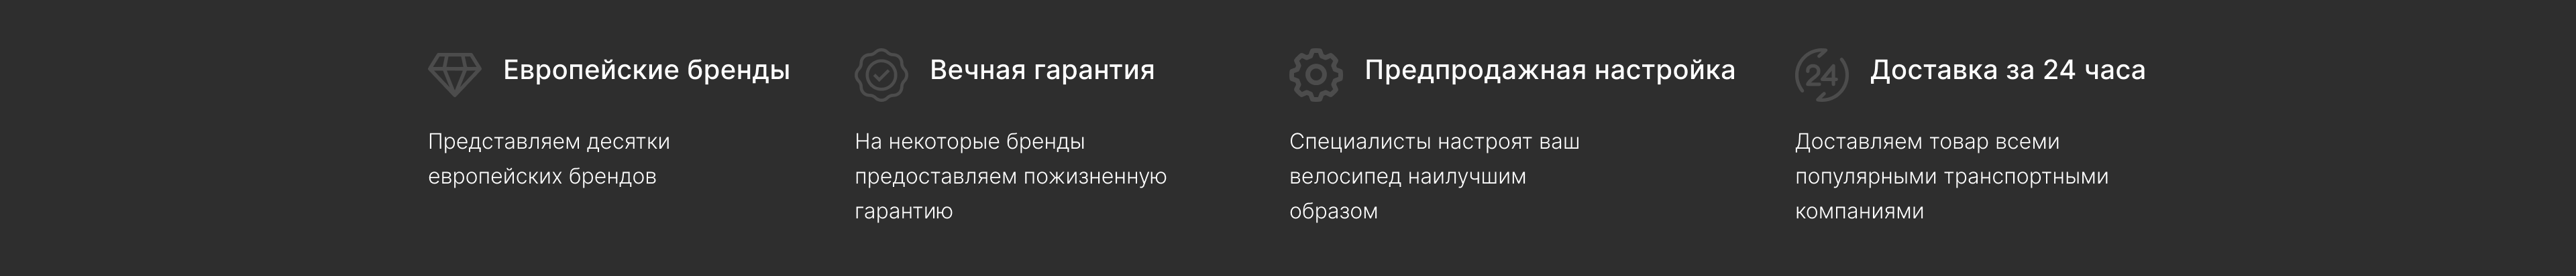 Европейские бренды
Представляем десятки
европейских брендов
Вечная гарантия
На некоторые бренды
предоставляем пожизненную
гарантию
Предпродажная настройка
Специалисты настроят ваш
велосипед наилучшим
образом
24
Доставка за 24 часа
Доставляем товар всеми
популярными транспортными
компаниями